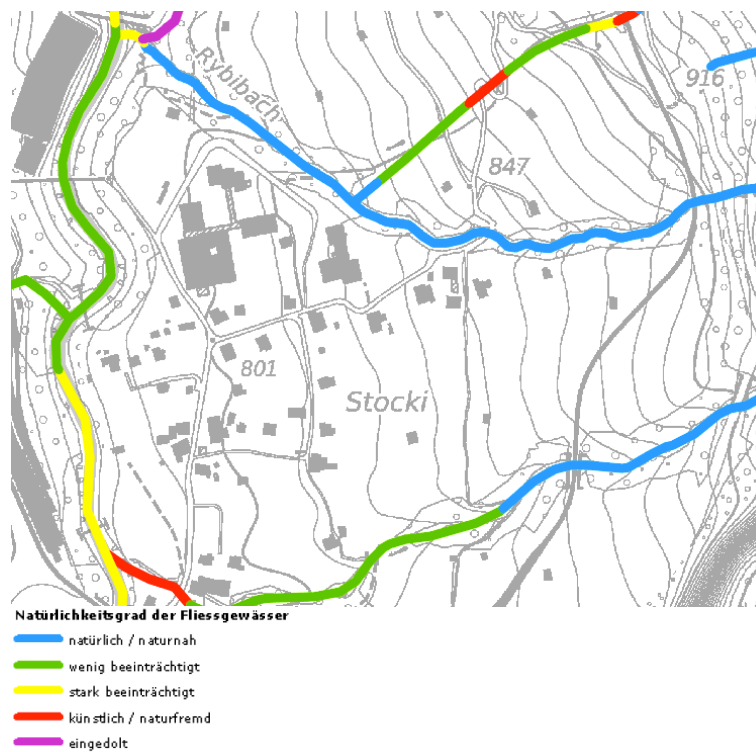 Rybibach
916
847
801
Stocki
Natürlichkeitsgrad der Fliessgewässer
natürlich / naturnah
wenig beeinträchtigt
stark beeinträchtigt
künstlich / naturfremd
eingedolt